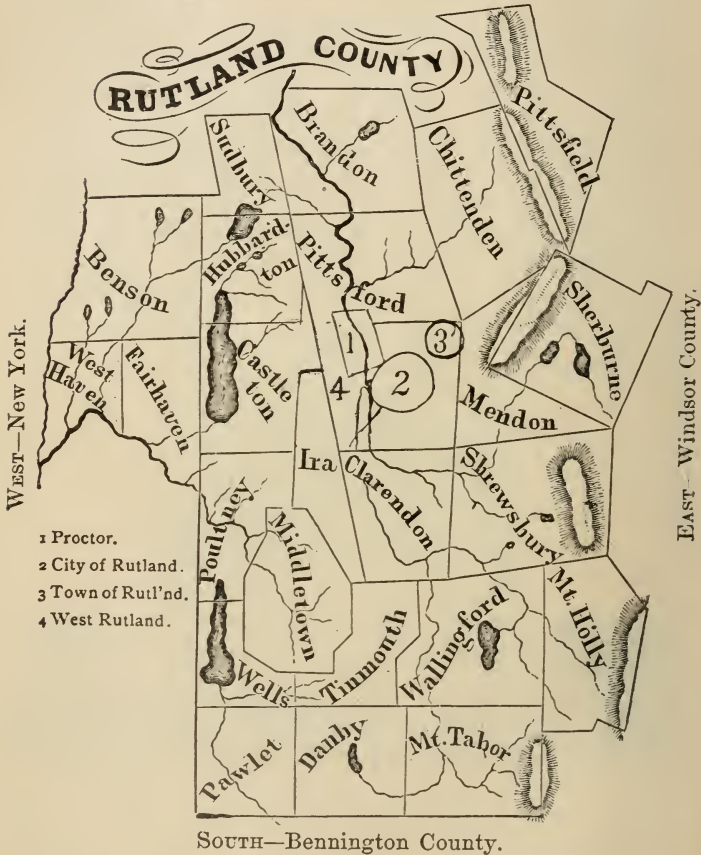 RUTLAND COUNTY
Pittsfield
Brandon
Chittenden
Sudbury
Hubbard-
ton
Pittsford
Benson
Sherburne
West
Haven
Fairhaven
Castle
ton
1
2
3
4
Mendon
Ira
Clarendon
Shrewsbury
Poultney
Middletown
Mt. Holly
Wallingford
Tinmouth
Wells
Pawlet
Danby
Mt. Tabor
WEST—New York.
EAST—Windsor County.
1 Proctor.
2 City of Rutland.
3 Town of Rutl'nd.
4 West Rutland.
SOUTH—Bennington County.